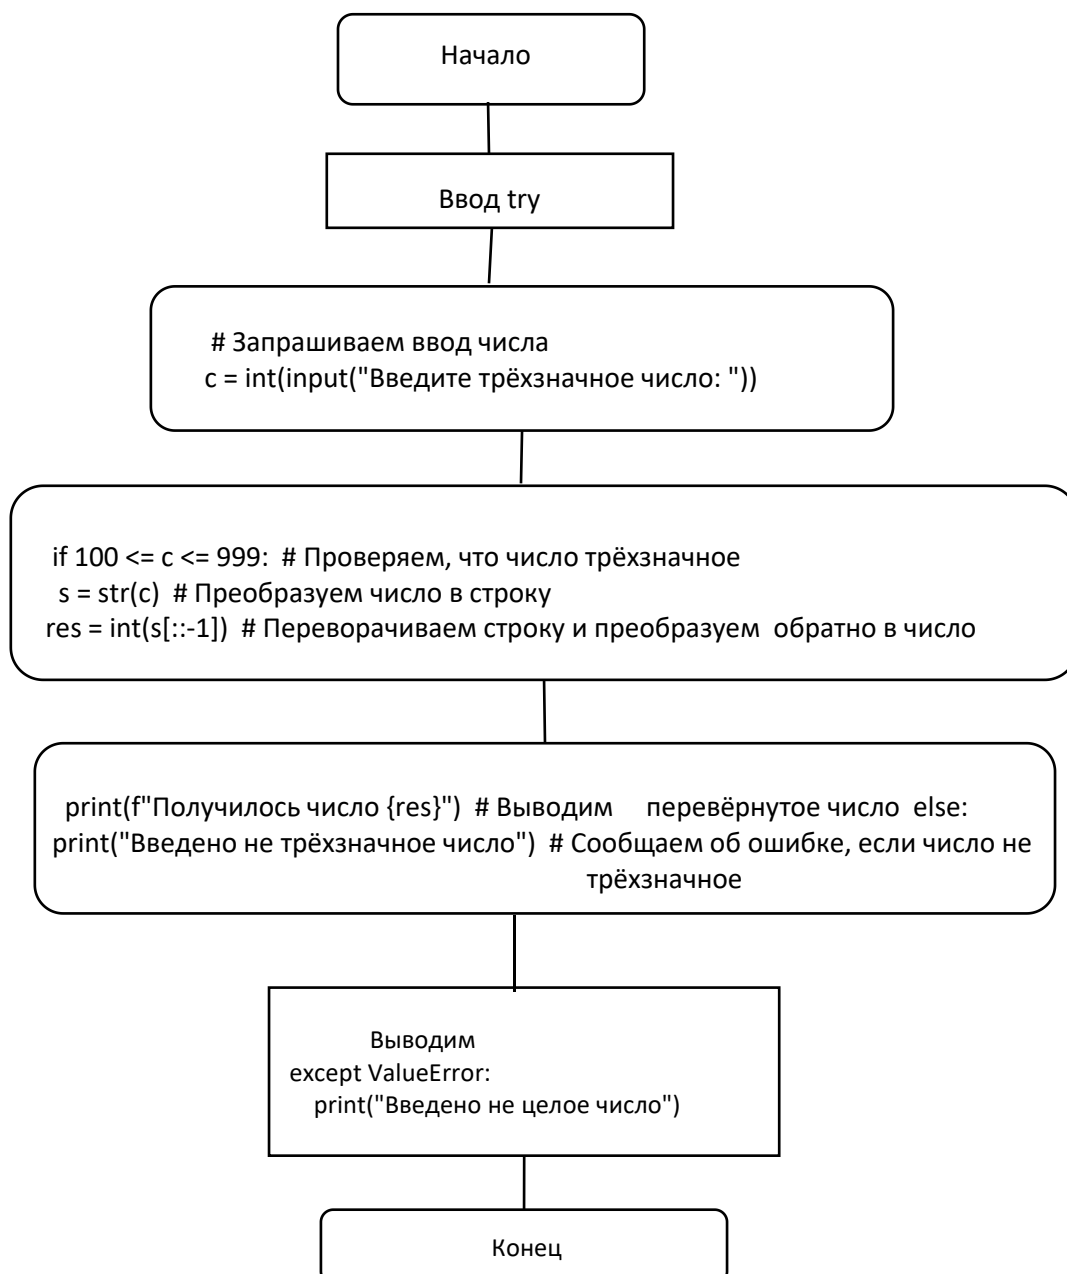 Начало
Ввод try
# Запрашиваем ввод числа
c = int(input("Введите трёхзначное число: "))
if 100 <= c <= 999: # Проверяем, что число трёхзначное
s = str(c) # Преобразуем число в строку
res = int(s[::-1]) # Переворачиваем строку и преобразуем обратно в число
print(f"Получилось число {res}") # Выводим перевёрнутое число else:
print("Введено не трёхзначное число") # Сообщаем об ошибке, если число не
трёхзначное
Выводим
except ValueError:
print("Введено не целое число")
Конец